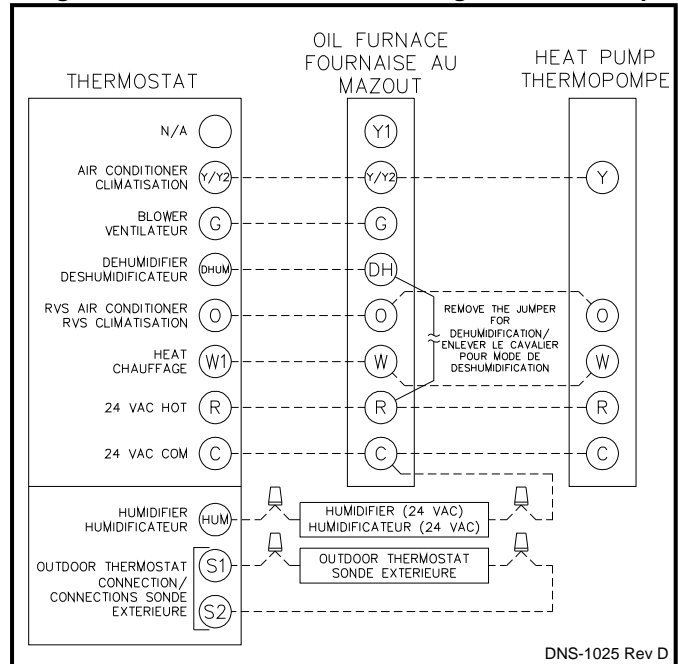 OIL FURNACE
FOURNAISE AU
MAZOUT
HEAT PUMP
THERMOPOMPE
THERMOSTAT
N/A
Y1
AIR CONDITIONER
CLIMATISATION
Y/Y2
Y/Y2
Y
BLOWER
VENTILATEUR
G
G
DEHUMIDIFIER
DESHUMIDIFICATEUR
DHUM
DH
RVS AIR CONDITIONER
RVS CLIMATISATION
O
O
REMOVE THE JUMPER
FOR
DEHUMIDIFICATION/
ENLEVER LE CAVALIER
POUR MODE DE
DESHUMIDIFICATION
O
HEAT
CHAUFFAGE
W1
W
W
24 VAC HOT
R
R
R
24 VAC COM
C
C
C
HUMIDIFIER
HUMIDIFICATEUR
HUM
HUMIDIFIER (24 VAC)
HUMIDIFICATEUR (24 VAC)
OUTDOOR THERMOSTAT
CONNECTION/
CONNECTIONS SONDE
EXTERIEURE
S1
S2
OUTDOOR THERMOSTAT
SONDE EXTERIEURE
DNS-1025 Rev D